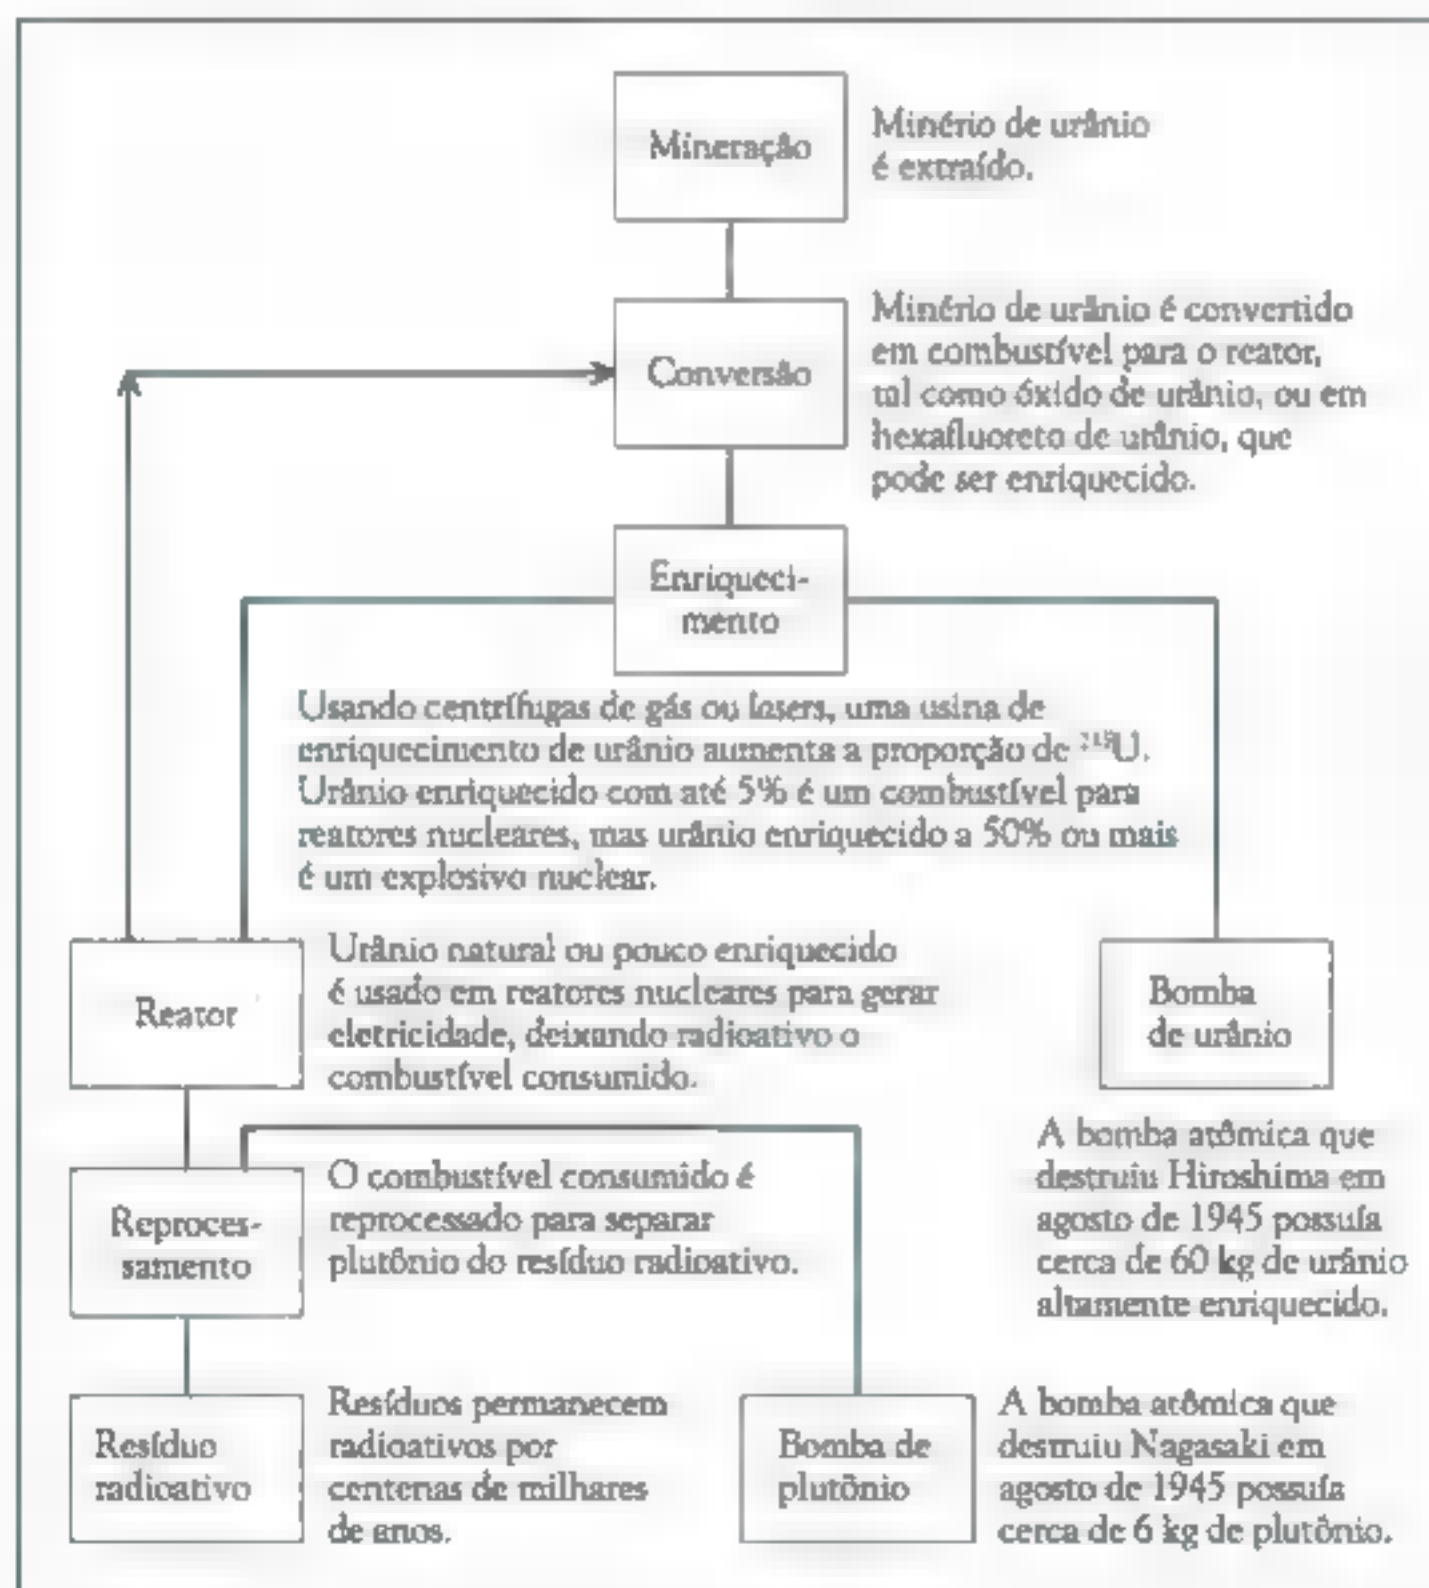 Mineração
Minério de urânio
é extraído.
Conversão
Minério de urânio é convertido
em combustível para o reator,
tal como óxido de urânio, ou em
hexafluoreto de urânio, que
pode ser enriquecido.
Enriqueci-
mento
Usando centrífugas de gás ou lasers, uma usina de
enriquecimento de urânio aumenta a proporção de U.
Urânio enriquecido com até 5% é um combustível para
reatores nucleares, mas urânio enriquecido a 50% ou mais
é um explosivo nuclear.
Reator
Urânio natural ou pouco enriquecido
é usado em reatores nucleares para gerar
eletricidade, deixando radioativo o
combustível consumido.
Bomba
de urânio
A bomba atômica que
destruiu Hiroshima em
agosto de 1945 possuía
cerca de 60 kg de urânio
altamente enriquecido.
Reproces-
samento
O combustível consumido é
reprocessado para separar
plutônio do resíduo radioativo.
Resíduo
radioativo
Resíduos permanecem
radioativos por
centenas de milhares
de anos.
Bomba de
plutônio
A bomba atômica que
destruiu Nagasaki em
agosto de 1945 possuía
cerca de 6 kg de plutônio.